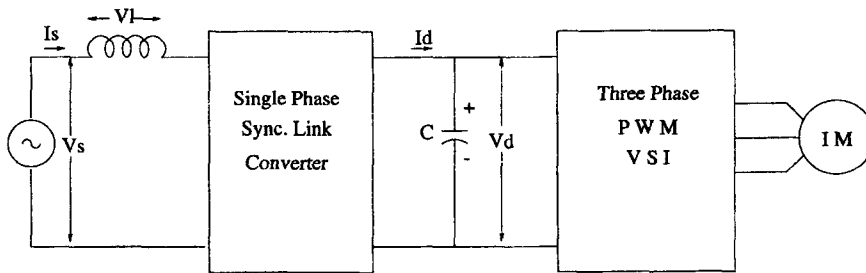 Vl
Is
Id
Single Phase
Sync. Link
Converter
Three Phase
P W M
V S I
Vs
C
+
-
Vd
I M